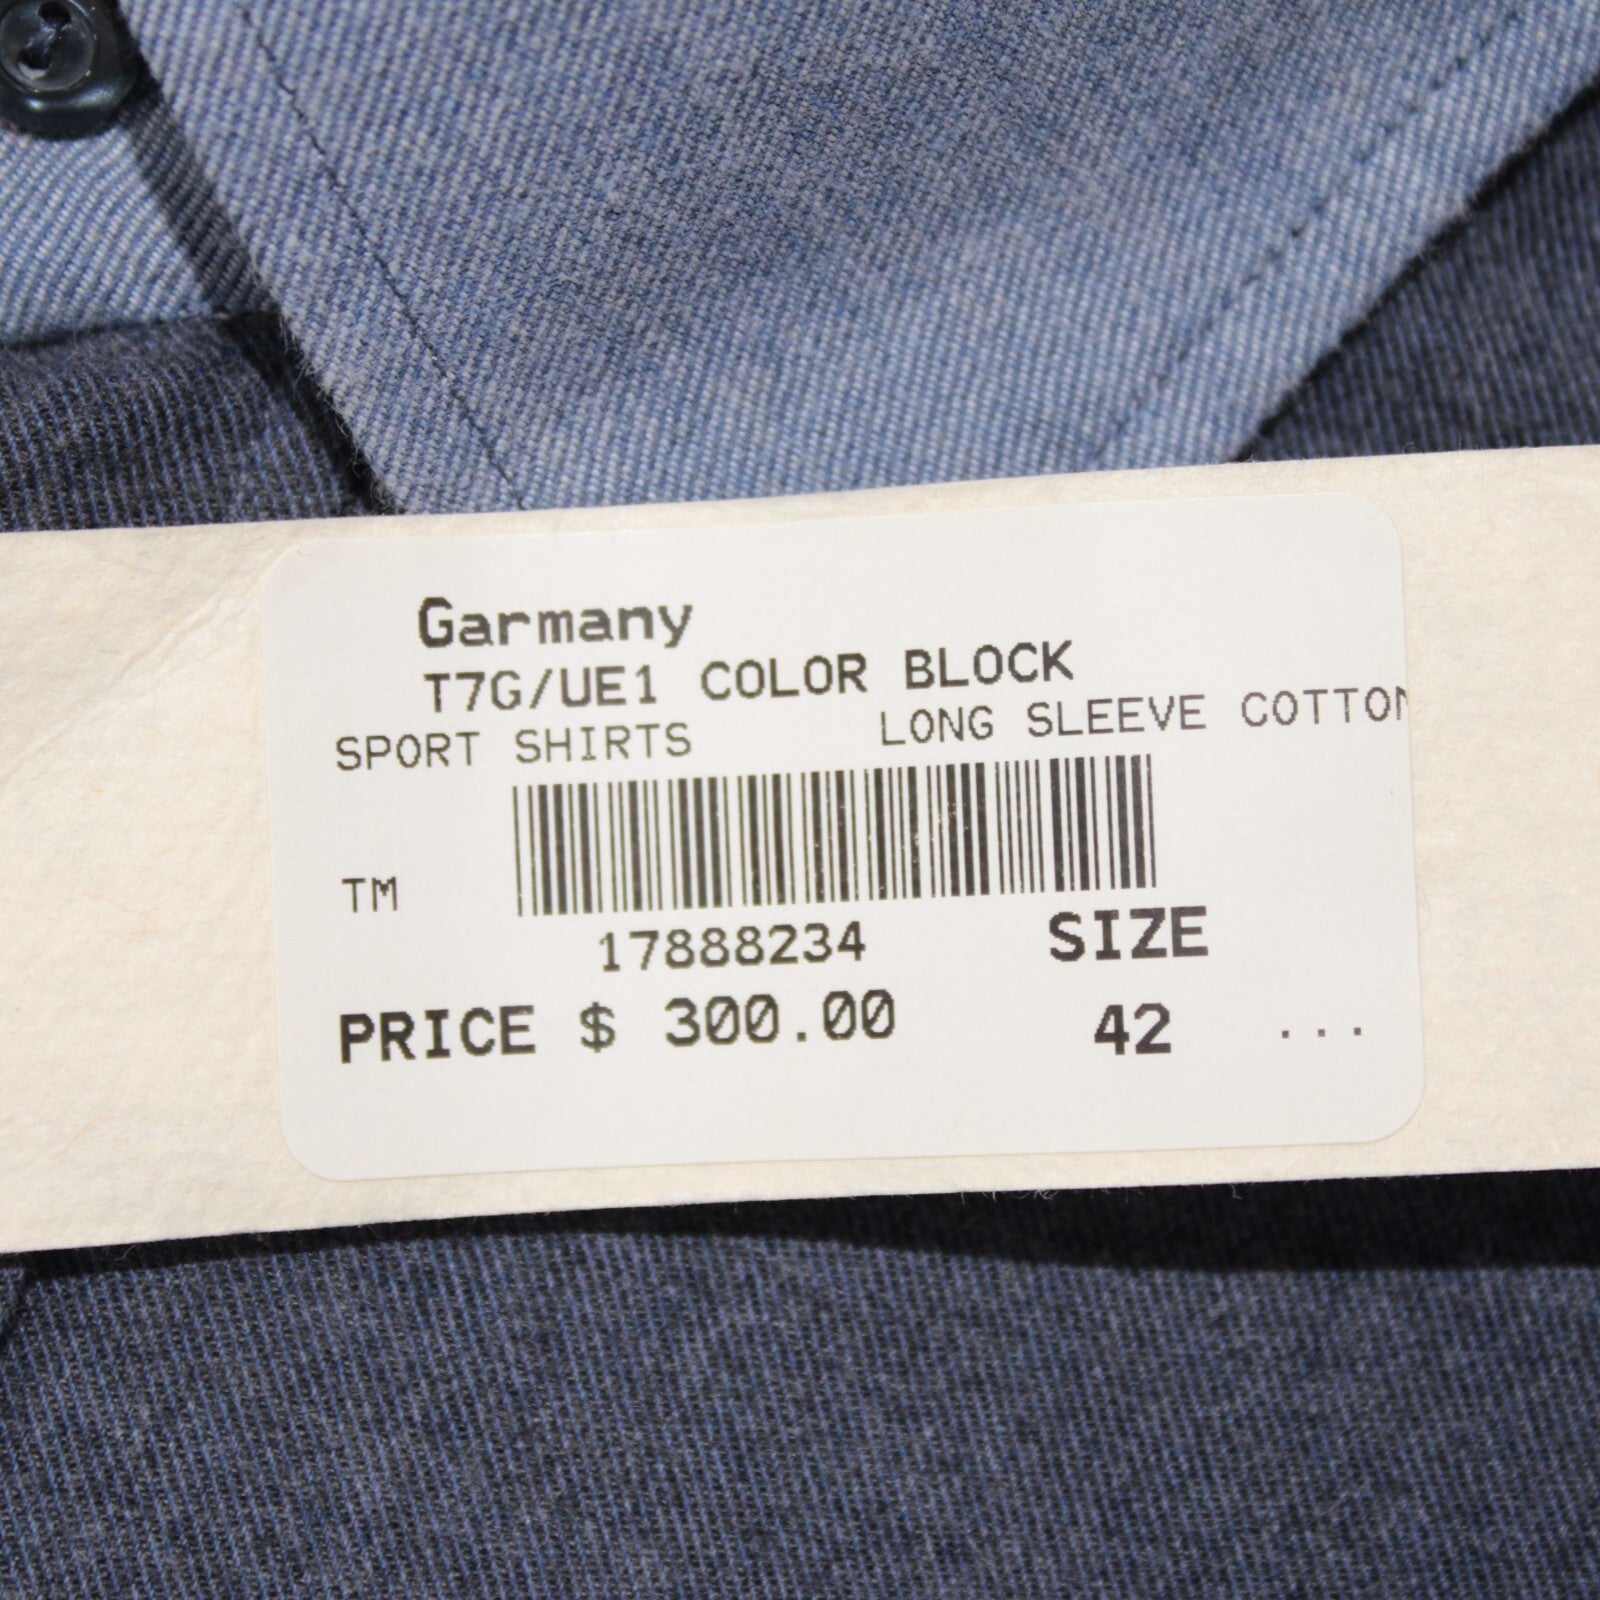 Garmany
T7G/UE1 COLOR BLOCK
SPORT SHIRTS LONG SLEEVE COTTON
TM
17888234 SIZE
PRICE $ 300.00 42 ...